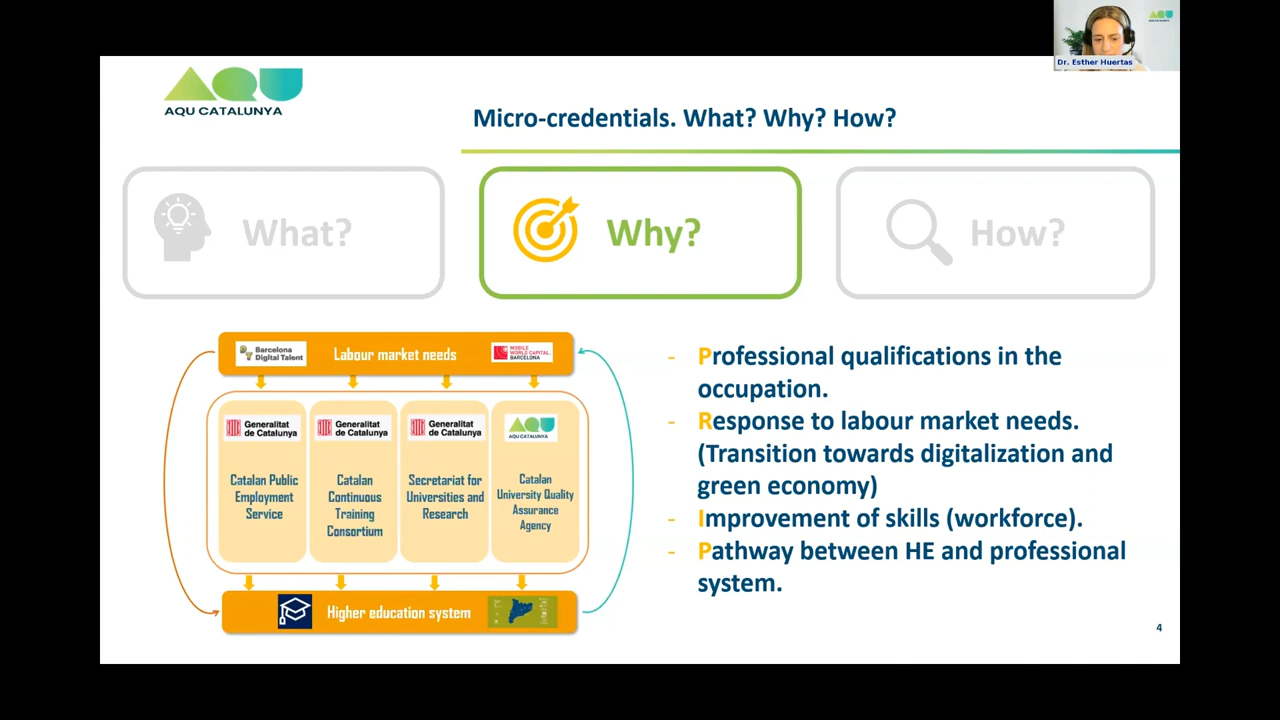 AQU
Dr. Esther Huertas
AQU
AQU CATALUNYA
Micro-credentials. What? Why? How?
What?
Why?
How?
Barcelona
Digital Talent
Labour market needs
MOBILE
WORLD CAPITAL
BARCELONA
Generalitat
de Catalunya
Generalitat
de Catalunya
Generalitat
de Catalunya
AQU
AQU CATALUNYA
Catalan Public
Employment
Service
Catalan
Continuous
Training
Consortium
Secretariat for
Universities and
Research
Catalan
University Quality
Assurance
Agency
Higher education system
- Professional qualifications in the
occupation.
- Response to labour market needs.
(Transition towards digitalization and
green economy)
- Improvement of skills (workforce).
- Pathway between HE and professional
system.
4